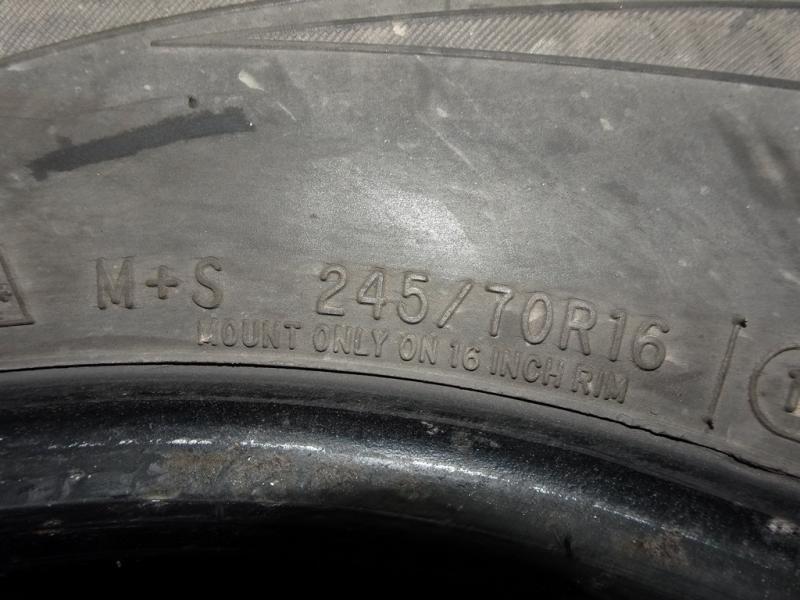 M+S 245/70R16
MOUNT ONLY ON 16 INCH RIM